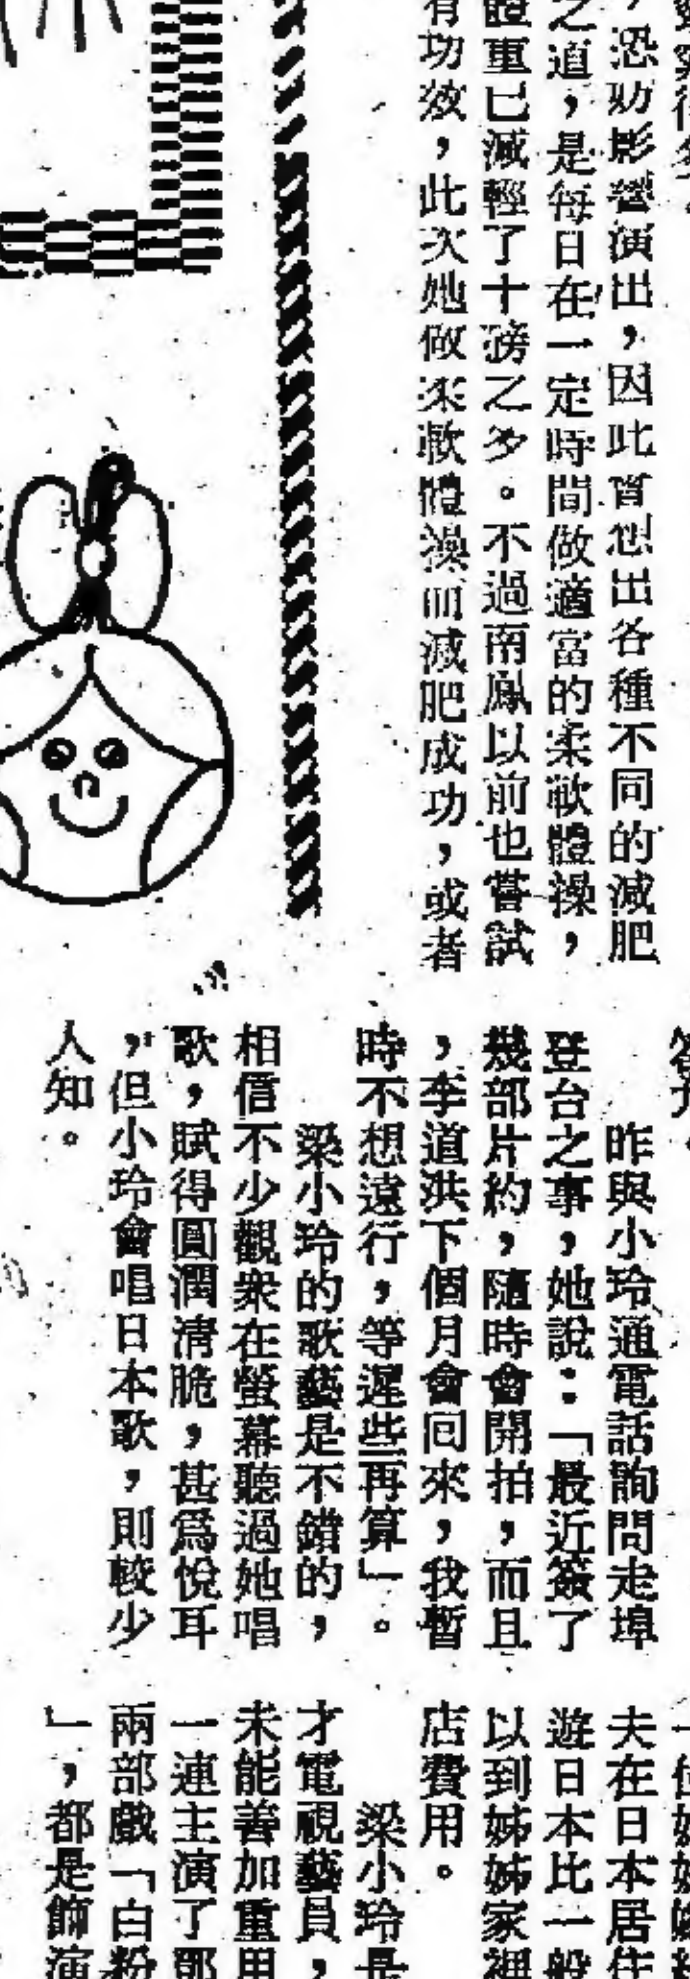 ，恐妨影響演出，因此嘗想出各種不同的減肥
之道，是每日在一定時間做適當的柔軟體操，
體重已減輕了十磅之多。不過南鳳以前也嘗試
有功效，此次她做柔軟體操而減肥成功，或者
昨與小玲通電話詢問走埠
登台之事，她說：「最近簽了
幾部片約，隨時會開拍，而且
，李道洪下個月會回來，我暫
時不想遠行，等遲些再算」。
梁小玲的歌藝是不錯的，
相信不少觀衆在螢幕聽過她唱
歌，賦得圓潤清脆，甚爲悅耳
，但小玲會唱日本歌，則較少
人知。
夫在日本居住
遊日本比一般
以到姊姊家裡
店費用。
梁小玲是
才電視藝員，
未能善加重用
一連主演了
兩部戲「白粉
」，都是飾演